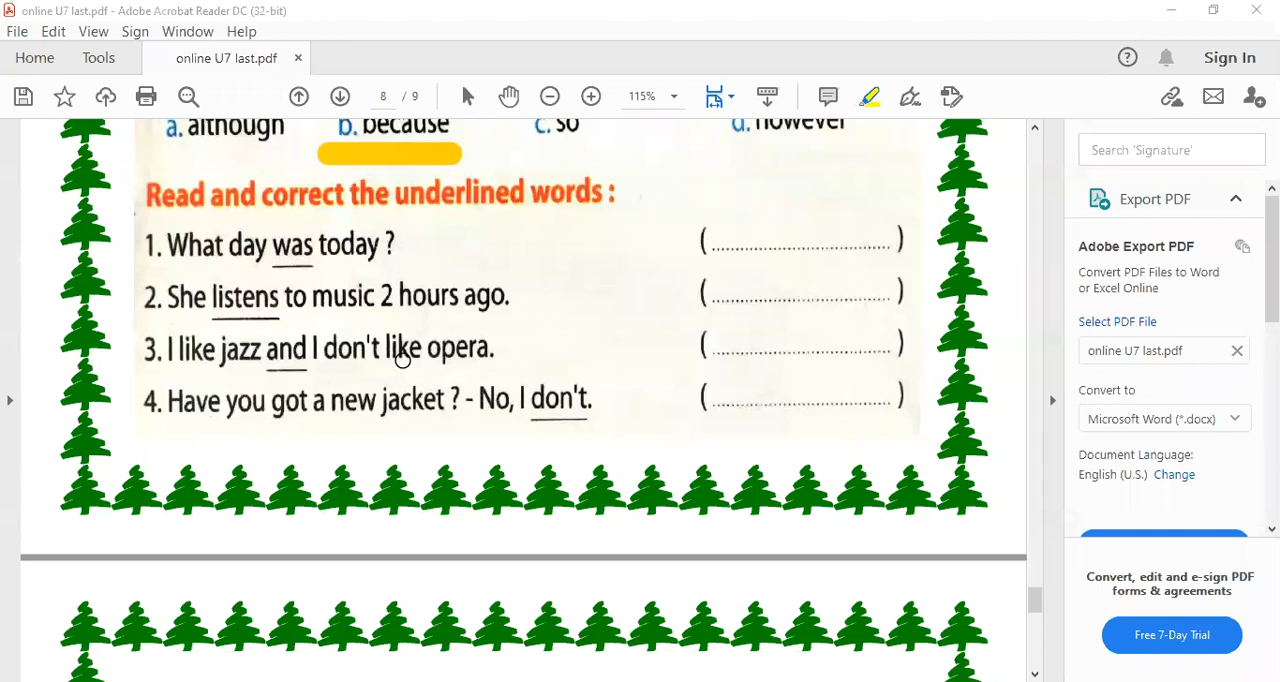 online U7 last.pdf - Adobe Acrobat Reader DC (32-bit)
File Edit View Sign Window Help
Home Tools online U7 last.pdf × Sign In
8 / 9 115%
a. although b. because c. so d. however
Read and correct the underlined words :
1. What day was today ? (................................)
2. She listens to music 2 hours ago. (................................)
3. I like jazz and I don't like opera. (................................)
4. Have you got a new jacket ? - No, I don't. (................................)
Search 'Signature'
Export PDF
Adobe Export PDF
Convert PDF Files to Word
or Excel Online
Select PDF File
online U7 last.pdf
Convert to
Microsoft Word (*.docx)
Document Language:
English (U.S.) Change
Convert, edit and e-sign PDF
forms & agreements
Free 7-Day Trial